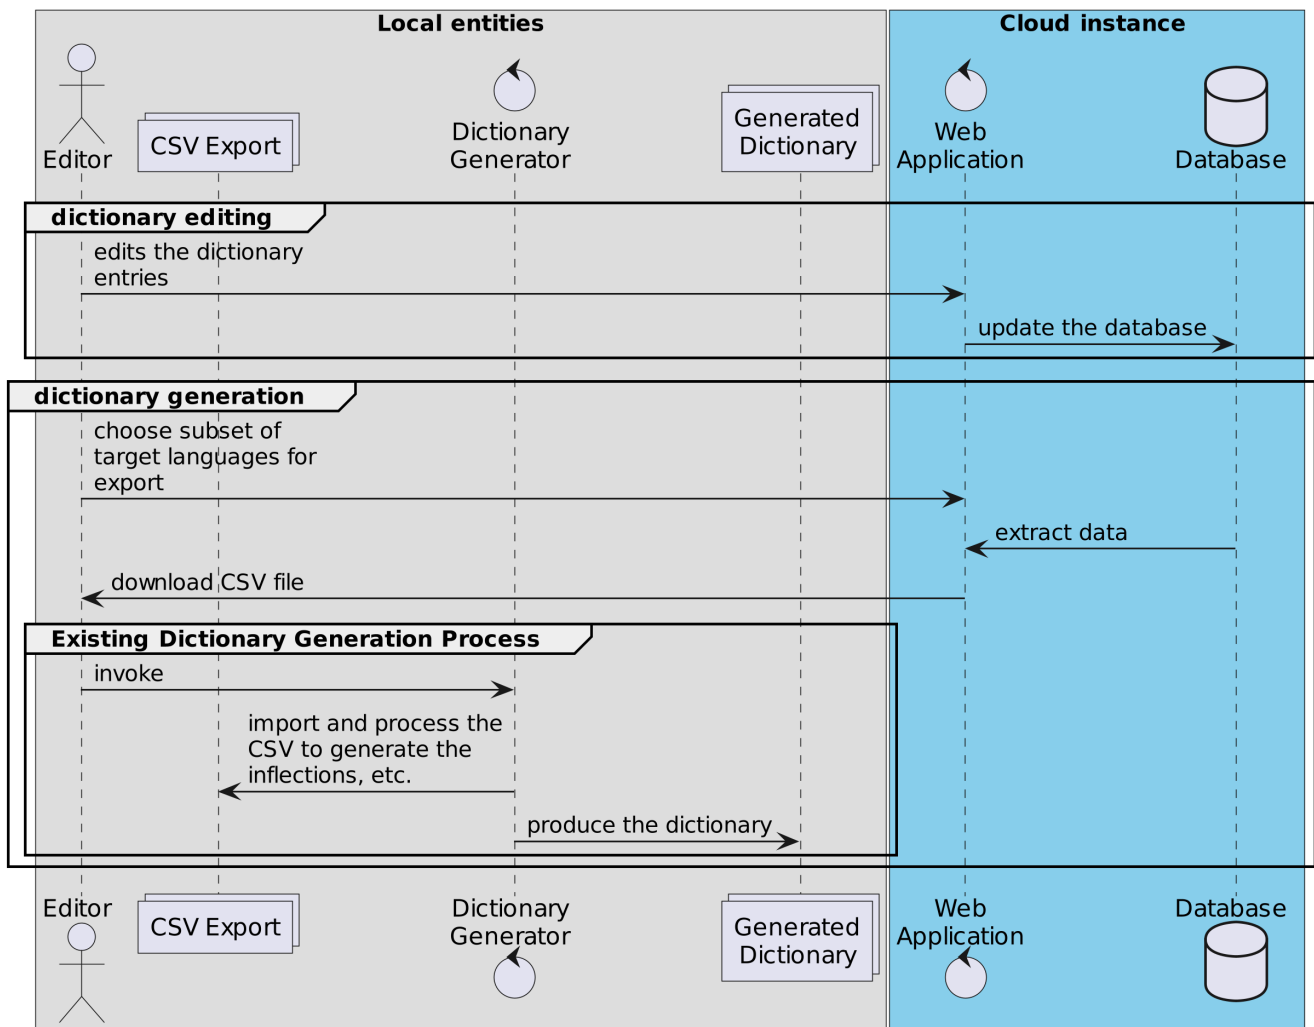 Local entities
Cloud instance
Editor
CSV Export
Dictionary
Generator
Generated
Dictionary
Web
Application
Database
dictionary editing
edits the dictionary
entries
update the database
dictionary generation
choose subset of
target languages for
export
extract data
download CSV file
Existing Dictionary Generation Process
invoke
import and process the
CSV to generate the
inflections, etc.
produce the dictionary
Editor
CSV Export
Dictionary
Generator
Generated
Dictionary
Web
Application
Database